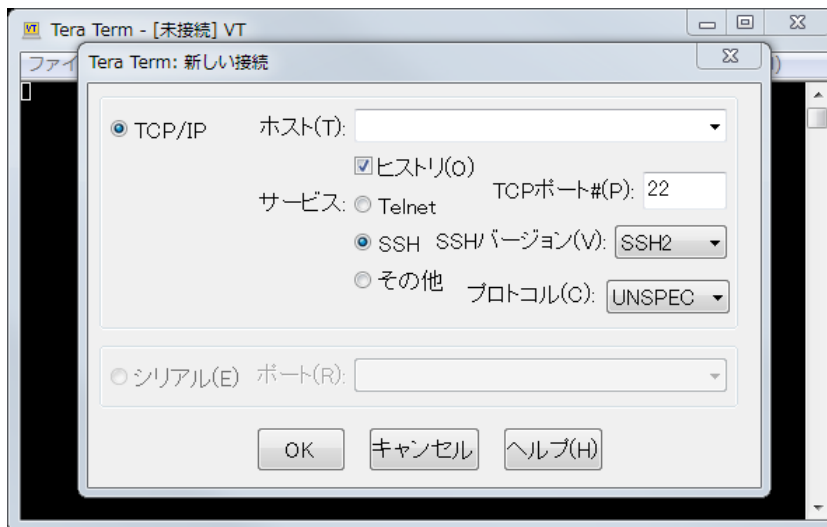 Tera Term - [未接続] VT
ファイ
Tera Term: 新しい接続
TCP/IP ホスト(T):
ヒストリ(O)
サービス: Telnet TCPポート#(P): 22
SSH SSHバージョン(V): SSH2
その他 プロトコル(C): UNSPEC
シリアル(E) ポート(R):
OK キャンセル ヘルプ(H)